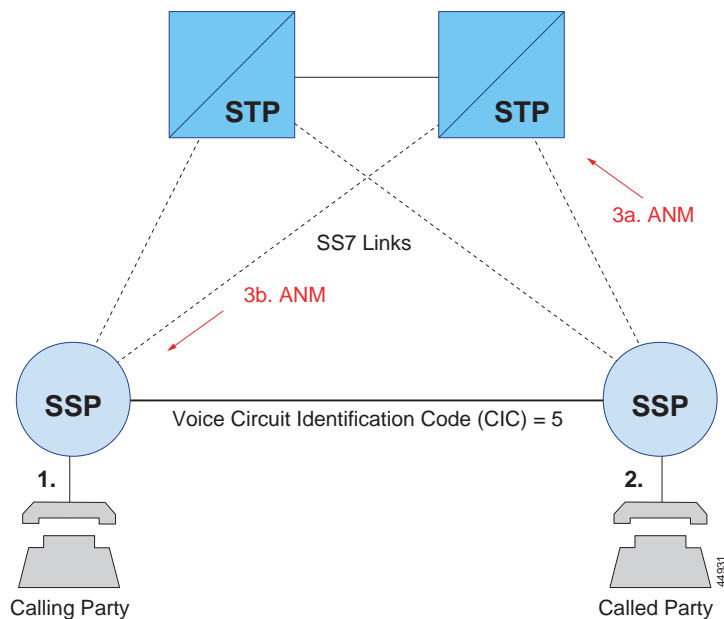 STP
STP
3a. ANM
SS7 Links
3b. ANM
SSP
SSP
Voice Circuit Identification Code (CIC) = 5
1.
2.
Calling Party
Called Party
44931